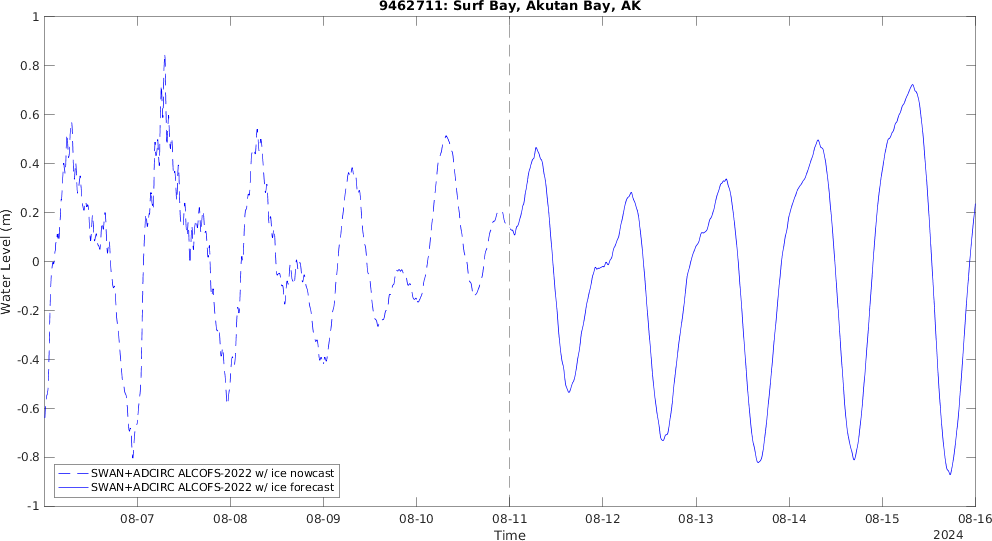 9462711: Surf Bay, Akutan Bay, AK
1
0.8
0.6
0.4
0.2
0
-0.2
-0.4
-0.6
-0.8
-1
Water Level (m)
SWAN+ADCIRC ALCOFS-2022 w/ ice nowcast
SWAN+ADCIRC ALCOFS-2022 w/ ice forecast
08-07 08-08 08-09 08-10 08-11 08-12 08-13 08-14 08-15 08-16
Time
2024